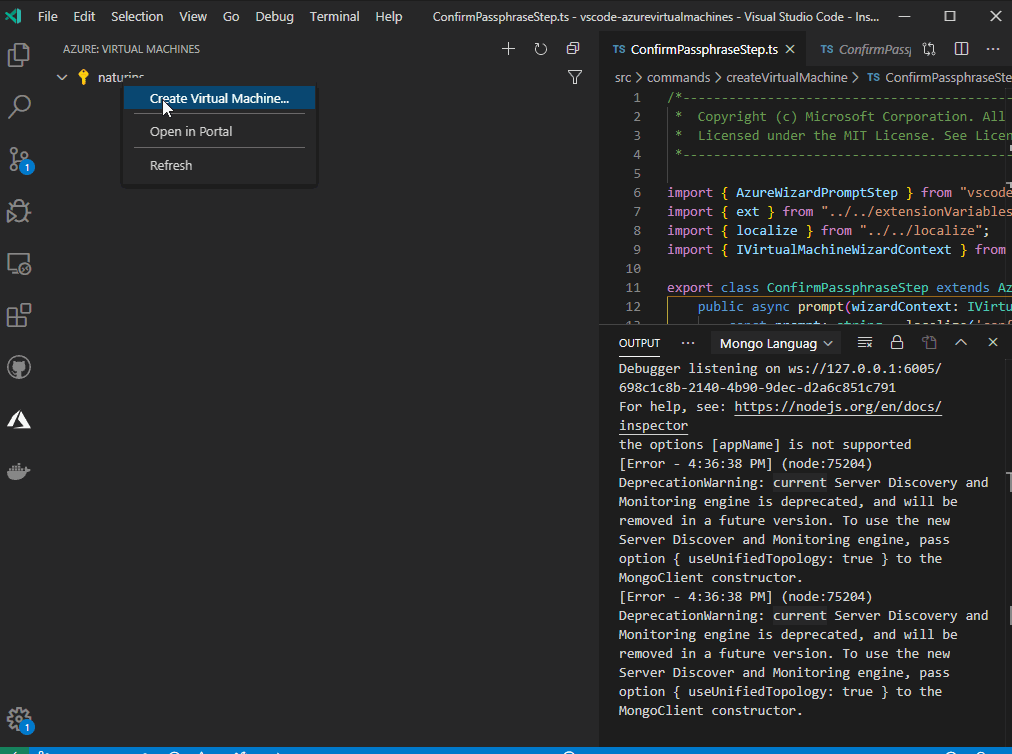 File Edit Selection View Go Debug Terminal Help ConfirmPassphraseStep.ts - vscode-azurevirtualmachines - Visual Studio Code - Ins...
AZURE: VIRTUAL MACHINES
Create Virtual Machine...
Open in Portal
Refresh
1
1
TS ConfirmPassphraseStep.ts
TS ConfirmPass
src > commands > createVirtualMachine > TS ConfirmPassphraseSte
1 /*--------------------------------------------
2 * Copyright (c) Microsoft Corporation. All
3 * Licensed under the MIT License. See Licen
4 *--------------------------------------------
5
6 import { AzureWizardPromptStep } from "vscode
7 import { ext } from "../../extensionVariables
8 import { localize } from "../../localize";
9 import { IVirtualMachineWizardContext } from
10
11 export class ConfirmPassphraseStep extends Az
12 public async prompt(wizardContext: IVirtu
OUTPUT ... Mongo Languag
Debugger listening on ws://127.0.0.1:6005/
698c1c8b-2140-4b90-9dec-d2a6c851c791
For help, see: https://nodejs.org/en/docs/
inspector
the options [appName] is not supported
[Error - 4:36:38 PM] (node:75204)
DeprecationWarning: current Server Discovery and
Monitoring engine is deprecated, and will be
removed in a future version. To use the new
Server Discover and Monitoring engine, pass
option { useUnifiedTopology: true } to the
MongoClient constructor.
[Error - 4:36:38 PM] (node:75204)
DeprecationWarning: current Server Discovery and
Monitoring engine is deprecated, and will be
removed in a future version. To use the new
Server Discover and Monitoring engine, pass
option { useUnifiedTopology: true } to the
MongoClient constructor.